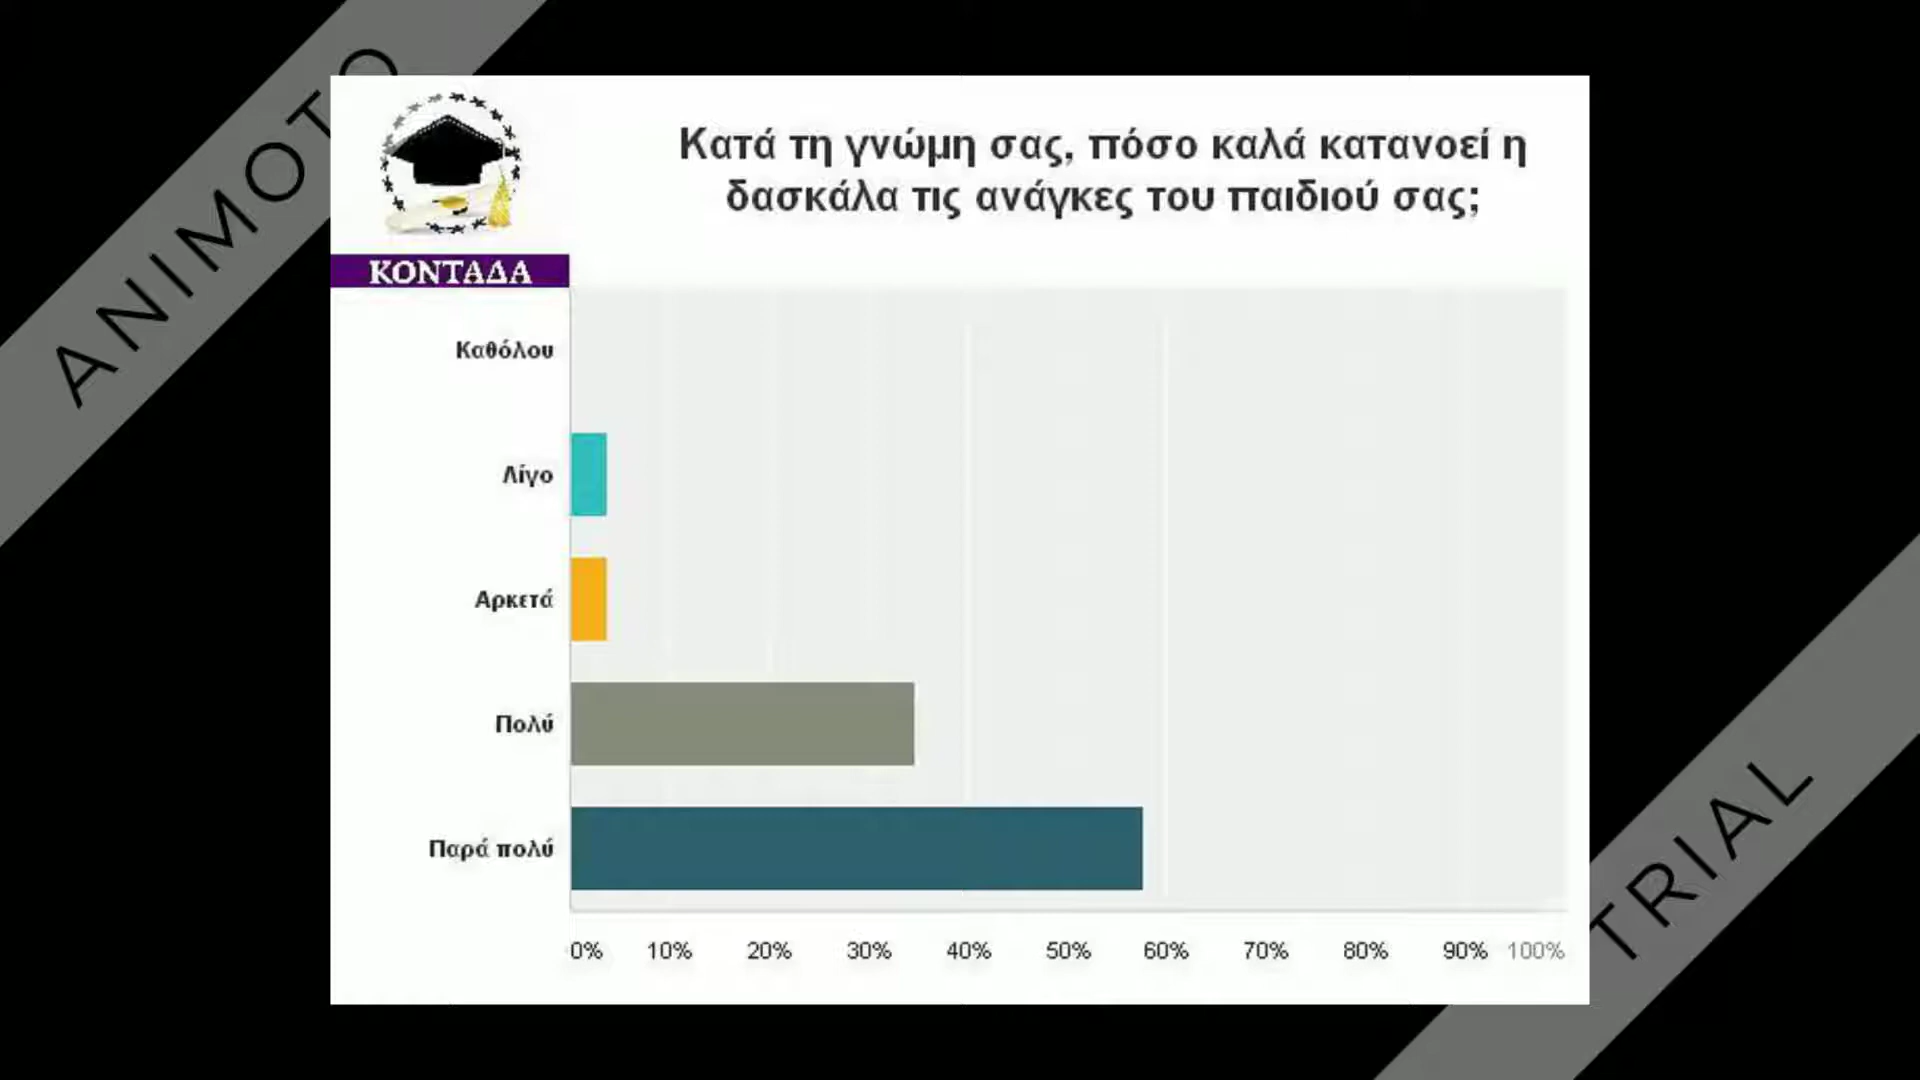 ANIMOTO
Κατά τη γνώμη σας, πόσο καλά κατανοεί η
δασκάλα τις ανάγκες του παιδιού σας;
ΚΟΝΤΑΔΑ
Καθόλου
Λίγο
Αρκετά
Πολύ
Παρά πολύ
0% 10% 20% 30% 40% 50% 60% 70% 80% 90% 100%
TRIAL